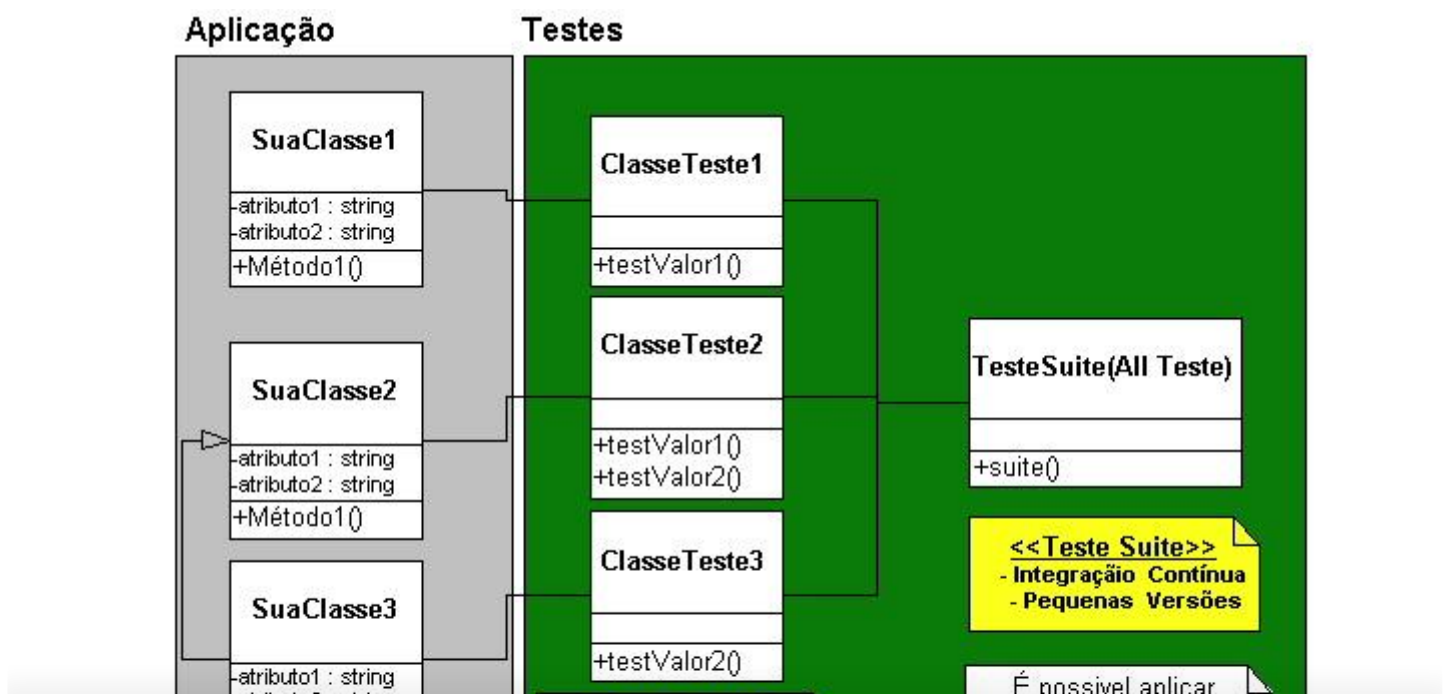 Aplicação
Testes
SuaClasse1
-atributo1 : string
-atributo2 : string
+Método1()
SuaClasse2
-atributo1 : string
-atributo2 : string
+Método1()
SuaClasse3
-atributo1 : string
ClasseTeste1
+testValor1()
ClasseTeste2
+testValor1()
+testValor2()
ClasseTeste3
+testValor2()
TesteSuite(All Teste)
+suite()
<<Teste Suite>>
- Integraçãio Contínua
- Pequenas Versões
É possivel aplicar